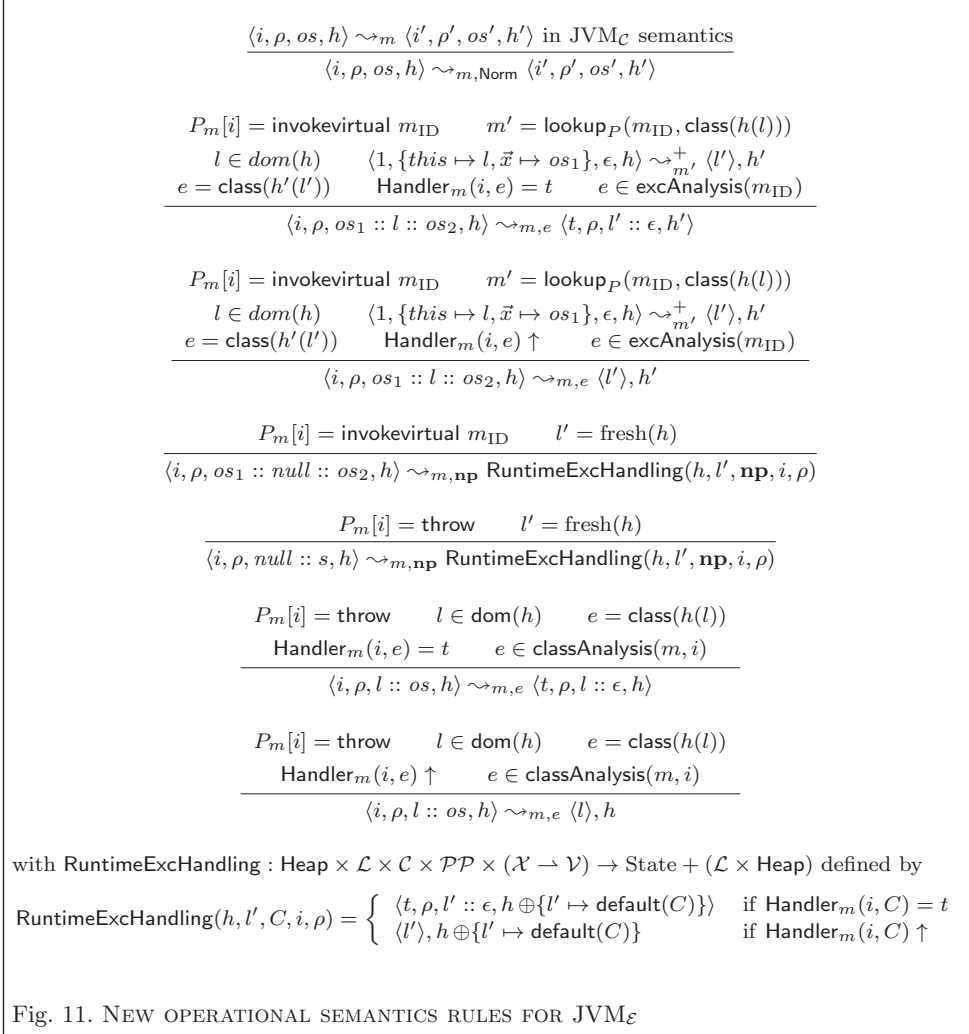 ⟨i, ρ, os, h⟩ ⇝m ⟨i′, ρ′, os′, h′⟩ in JVM𝒞 semantics
⟨i, ρ, os, h⟩ ⇝m,Norm ⟨i′, ρ′, os′, h′⟩
Pm[i] = invokevirtual mID m′ = lookupP(mID, class(h(l)))
l ∈ dom(h) ⟨1, {this ↦ l, x⃗ ↦ os1}, ϵ, h⟩ ⇝+m′ ⟨l′⟩, h′
e = class(h′(l′)) Handlerm(i, e) = t e ∈ excAnalysis(mID)
⟨i, ρ, os1 :: l :: os2, h⟩ ⇝m,e ⟨t, ρ, l′ :: ϵ, h′⟩
Pm[i] = invokevirtual mID m′ = lookupP(mID, class(h(l)))
l ∈ dom(h) ⟨1, {this ↦ l, x⃗ ↦ os1}, ϵ, h⟩ ⇝+m′ ⟨l′⟩, h′
e = class(h′(l′)) Handlerm(i, e) ↑ e ∈ excAnalysis(mID)
⟨i, ρ, os1 :: l :: os2, h⟩ ⇝m,e ⟨l′⟩, h′
Pm[i] = invokevirtual mID l′ = fresh(h)
⟨i, ρ, os1 :: null :: os2, h⟩ ⇝m,np RuntimeExcHandling(h, l′, np, i, ρ)
Pm[i] = throw l′ = fresh(h)
⟨i, ρ, null :: s, h⟩ ⇝m,np RuntimeExcHandling(h, l′, np, i, ρ)
Pm[i] = throw l ∈ dom(h) e = class(h(l))
Handlerm(i, e) = t e ∈ classAnalysis(m, i)
⟨i, ρ, l :: os, h⟩ ⇝m,e ⟨t, ρ, l :: ϵ, h⟩
Pm[i] = throw l ∈ dom(h) e = class(h(l))
Handlerm(i, e) ↑ e ∈ classAnalysis(m, i)
⟨i, ρ, l :: os, h⟩ ⇝m,e ⟨l⟩, h
with RuntimeExcHandling : Heap × ℒ × 𝒞 × 𝒫𝒫 × (𝒳 ⇀ 𝒱) → State + (ℒ × Heap) defined by
RuntimeExcHandling(h, l′, C, i, ρ) = { ⟨t, ρ, l′ :: ϵ, h ⊕{l′ ↦ default(C)}⟩ if Handlerm(i, C) = t
⟨l′⟩, h ⊕{l′ ↦ default(C)} if Handlerm(i, C) ↑
Fig. 11. New operational semantics rules for JVMℰ